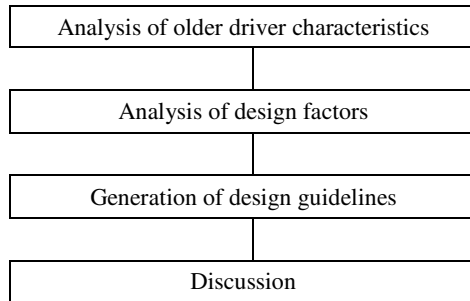 Analysis of older driver characteristics
Analysis of design factors
Generation of design guidelines
Discussion